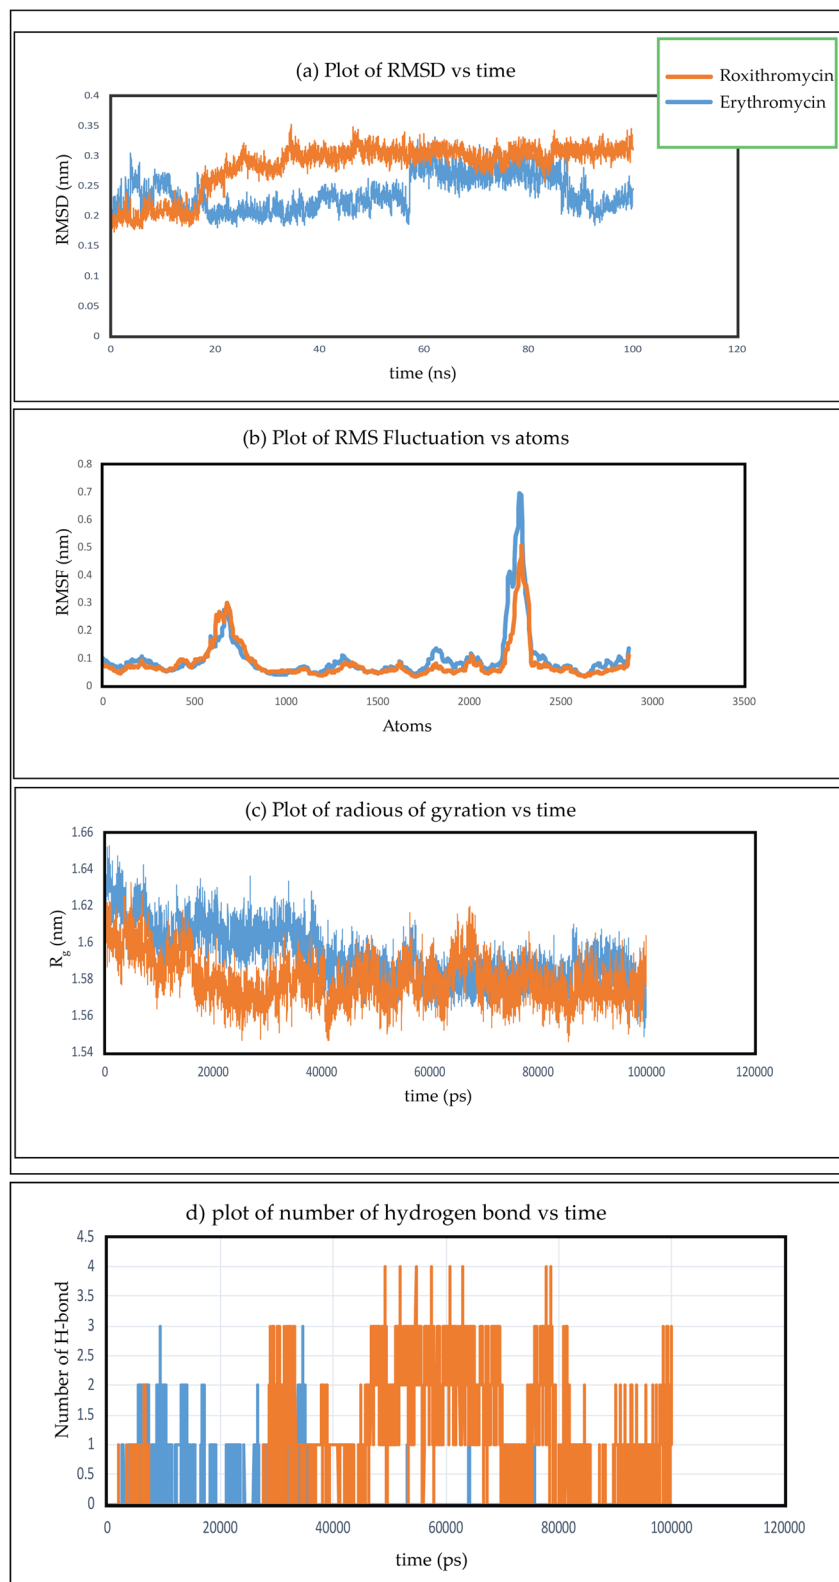 (a) Plot of RMSD vs time
Roxithromycin
Erythromycin
0.4
0.35
0.3
0.25
0.2
0.15
0.1
0.05
0
RMSD (nm)
0 20 40 60 80 100 120
time (ns)
(b) Plot of RMS Fluctuation vs atoms
0.8
0.7
0.6
0.5
0.4
0.3
0.2
0.1
0
RMSF (nm)
0 500 1000 1500 2000 2500 3000 3500
Atoms
(c) Plot of radious of gyration vs time
1.66
1.64
1.62
1.6
1.58
1.56
1.54
Rg (nm)
0 20000 40000 60000 80000 100000 120000
time (ps)
d) plot of number of hydrogen bond vs time
4.5
4
3.5
3
2.5
2
1.5
1
0.5
0
Number of H-bond
0 20000 40000 60000 80000 100000 120000
time (ps)